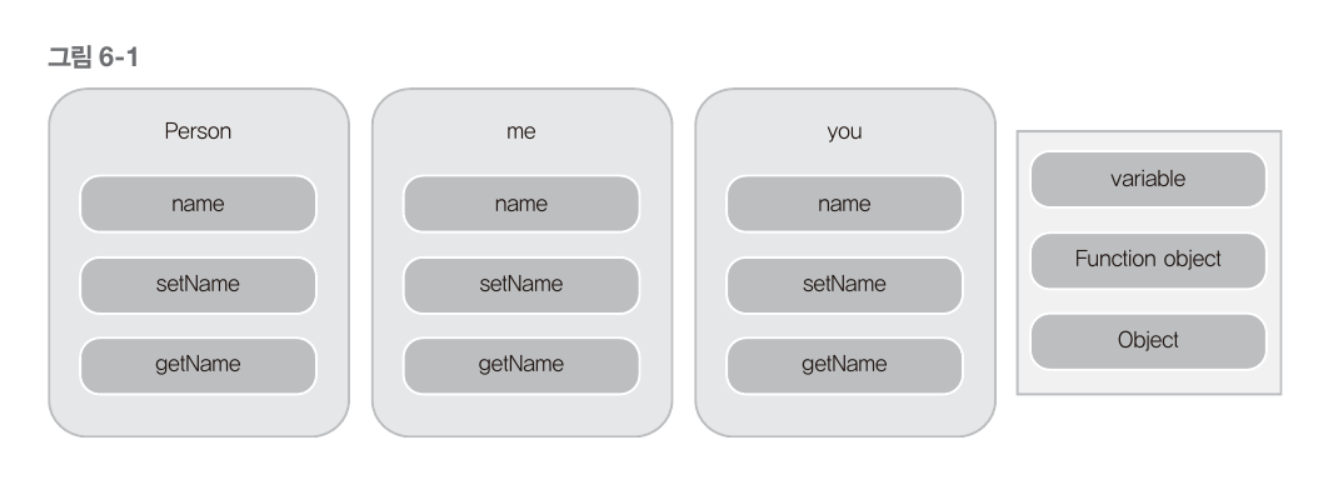 그림 6-1
Person
name
setName
getName
me
name
setName
getName
you
name
setName
getName
variable
Function object
Object